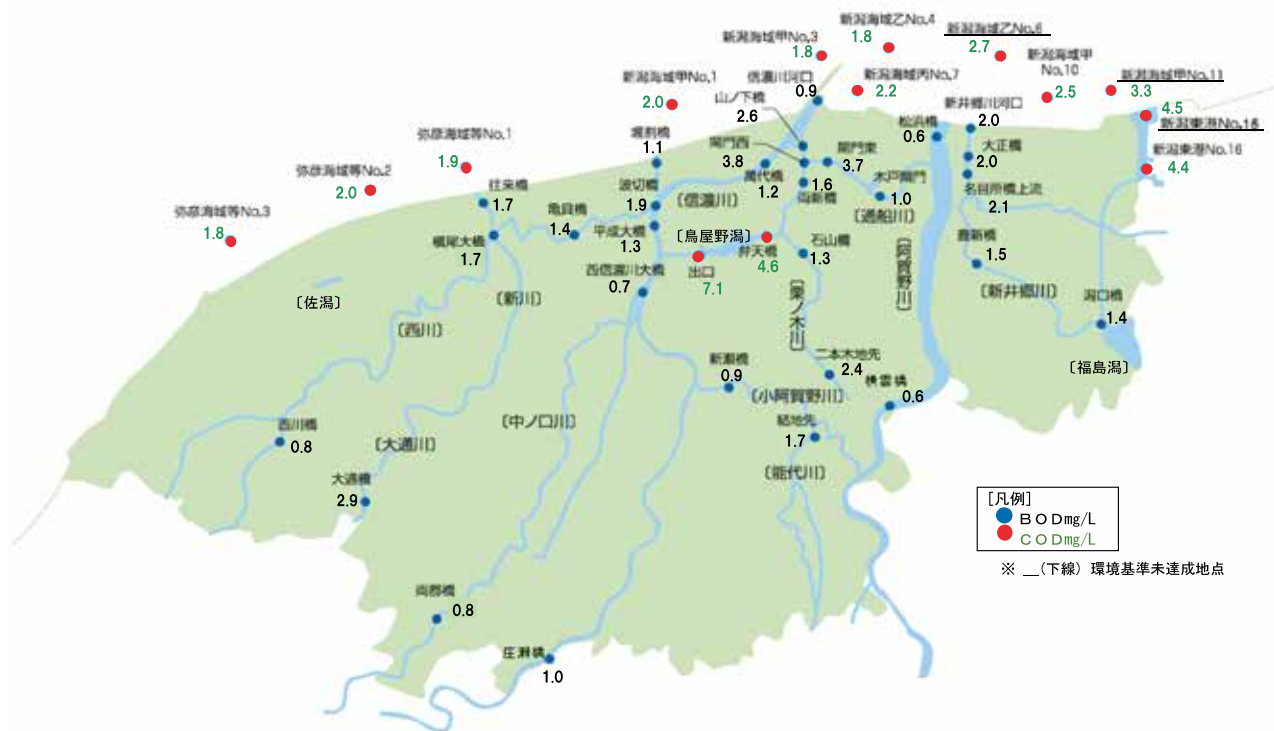 新潟海域乙No.4
1.8
新潟海域乙No.6
2.7
新潟海域甲No.3
1.8
新潟海域甲
No.10
2.5
新潟海域甲No.1
2.0
信濃川河口
0.9
新潟海域丙No.7
2.2
新潟海域甲No.11
3.3
4.5
山ノ下橋
2.6
新井郷川河口
2.0
松浜橋
0.6
弥彦海域等No.1
1.9
堀割橋
1.1
閘門西
3.8
閘門東
3.7
大正橋
2.0
新潟東港No.16
4.4
弥彦海域等No.2
2.0
往来橋
1.7
波切橋
1.9
萬代橋
1.2
両新橋
1.6
木戸閘門
1.0
名目所橋上流
2.1
弥彦海域等No.3
1.8
亀貝橋
1.4
〔信濃川〕
〔通船川〕
平成大橋
1.3
〔鳥屋野潟〕
弁天橋
4.6
石山橋
1.3
〔阿賀野川〕
鹿新橋
1.5
槇尾大橋
1.7
西信濃川大橋
0.7
出口
7.1
〔佐潟〕
〔新川〕
〔栗ノ木川〕
〔新井郷川〕
潟口橋
1.4
〔西川〕
新瀬橋
0.9
二本木地先
2.4
横雲橋
0.6
〔福島潟〕
〔小阿賀野川〕
西川橋
0.8
〔大通川〕
〔中ノ口川〕
結地先
1.7
〔能代川〕
大通橋
2.9
[凡例]
ＢＯＤmg/L
ＣＯＤmg/L
※ __(下線) 環境基準未達成地点
両郡橋
0.8
庄瀬橋
1.0